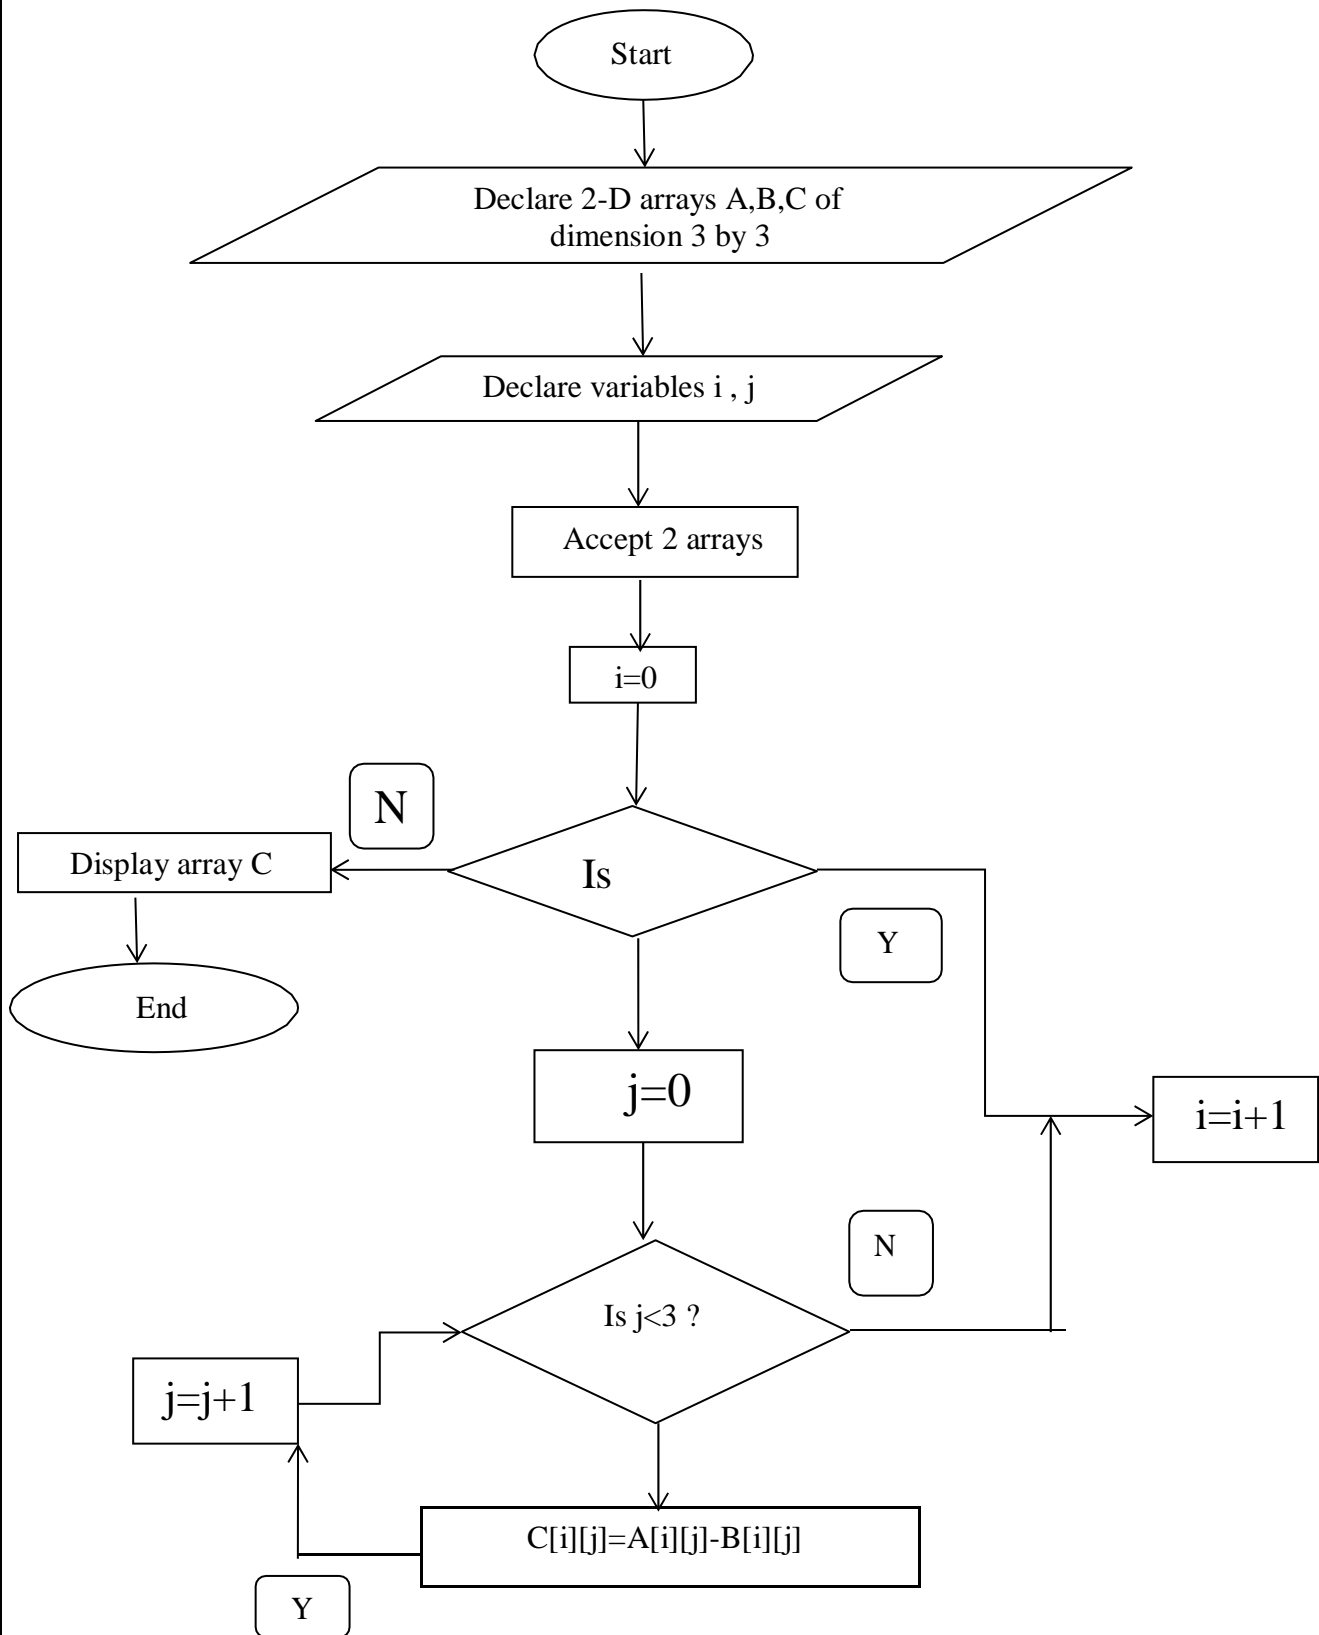 Start
Declare 2-D arrays A,B,C of
dimension 3 by 3
Declare variables i , j
Accept 2 arrays
i=0
N
Display array C
Is
Y
End
j=0
i=i+1
N
Is j<3 ?
j=j+1
C[i][j]=A[i][j]-B[i][j]
Y